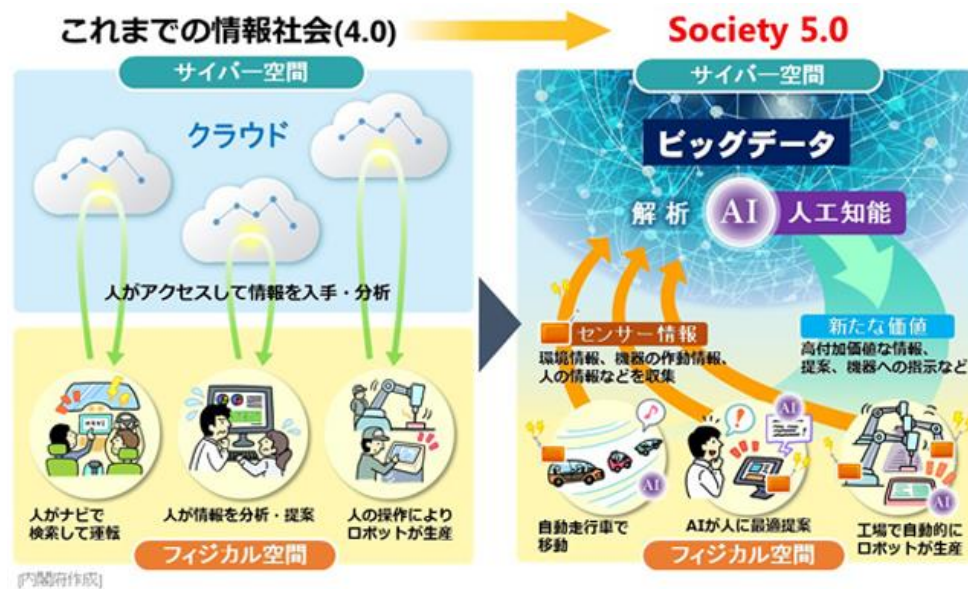 これまでの情報社会(4.0)
Society 5.0
サイバー空間
クラウド
人がアクセスして情報を入手・分析
人がナビで
検索して運転
人が情報を分析・提案
人の操作により
ロボットが生産
フィジカル空間
サイバー空間
ビッグデータ
解析 AI 人工知能
センサー情報
環境情報、機器の作動情報、
人の情報などを収集
新たな価値
高付加価値な情報、
提案、機器への指示など
AI
AI
AI
自動走行車で
移動
AIが人に最適提案
工場で自動的に
ロボットが生産
フィジカル空間
[内閣府作成]